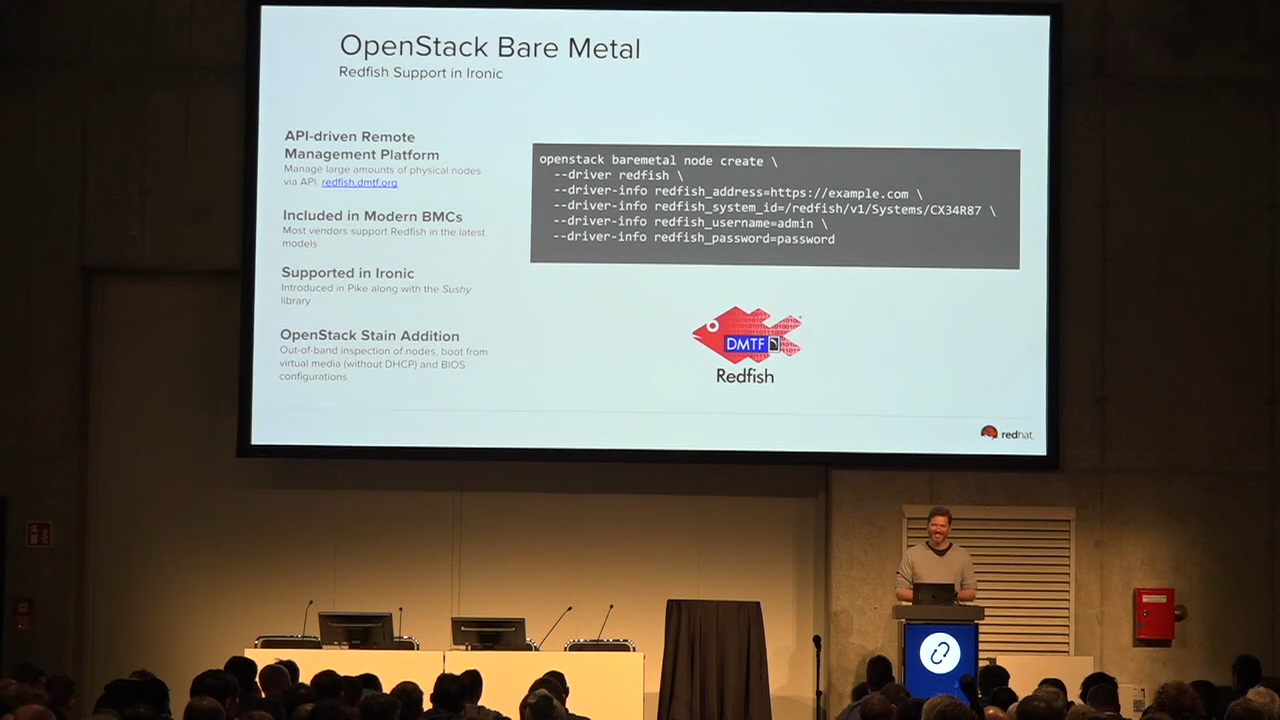 OpenStack Bare Metal
Redfish Support in Ironic
API-driven Remote
Management Platform
Manage large amounts of physical nodes
via API. redfish.dmtf.org
Included in Modern BMCs
Most vendors support Redfish in the latest
models
Supported in Ironic
Introduced in Pike along with the Sushy
library
OpenStack Stain Addition
Out-of-band inspection of nodes, boot from
virtual media (without DHCP) and BIOS
configurations
openstack baremetal node create \
--driver redfish \
--driver-info redfish_address=https://example.com \
--driver-info redfish_system_id=/redfish/v1/Systems/CX34R87 \
--driver-info redfish_username=admin \
--driver-info redfish_password=password
DMTF
Redfish
redhat